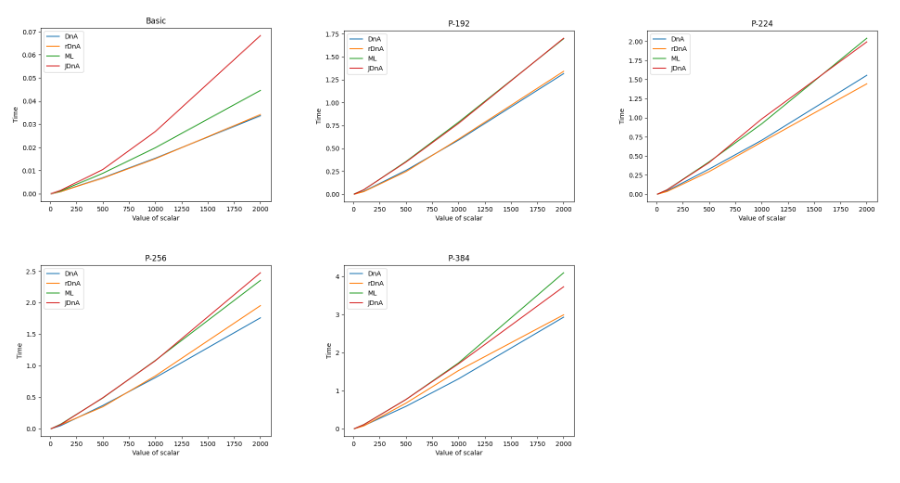 Basic
0.07
0.06
0.05
0.04
0.03
0.02
0.01
0.00
Time
DnA
rDnA
ML
JDnA
0 250 500 750 1000 1250 1500 1750 2000
Value of scalar
P-192
1.75
1.50
1.25
1.00
0.75
0.50
0.25
0.00
Time
DnA
rDnA
ML
JDnA
0 250 500 750 1000 1250 1500 1750 2000
Value of scalar
P-224
2.00
1.75
1.50
1.25
1.00
0.75
0.50
0.25
0.00
Time
DnA
rDnA
ML
JDnA
0 250 500 750 1000 1250 1500 1750 2000
Value of scalar
P-256
2.5
2.0
1.5
1.0
0.5
0.0
Time
DnA
rDnA
ML
JDnA
0 250 500 750 1000 1250 1500 1750 2000
Value of scalar
P-384
4
3
2
1
0
Time
DnA
rDnA
ML
JDnA
0 250 500 750 1000 1250 1500 1750 2000
Value of scalar